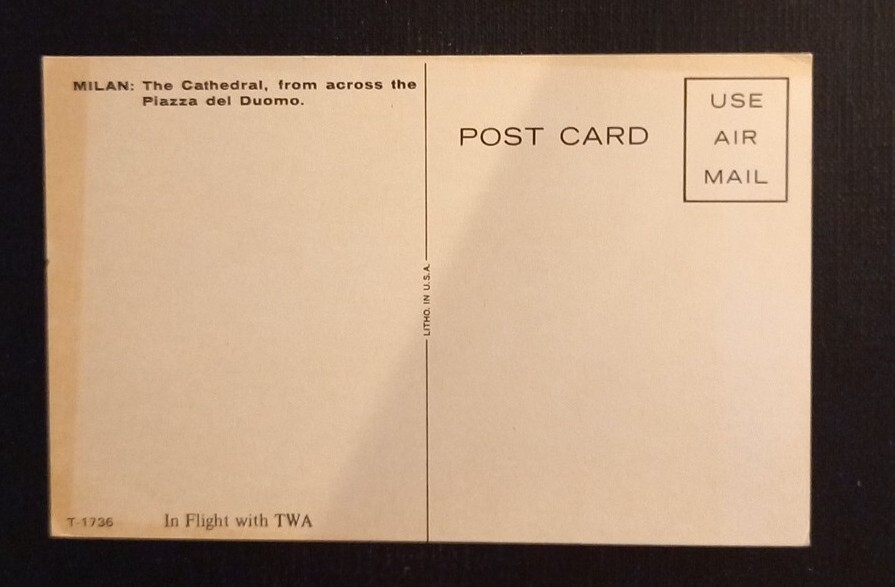 MILAN: The Cathedral, from across the
Piazza del Duomo.
POST CARD
USE
AIR
MAIL
LITHO. IN U.S.A.
T-1736
In Flight with TWA